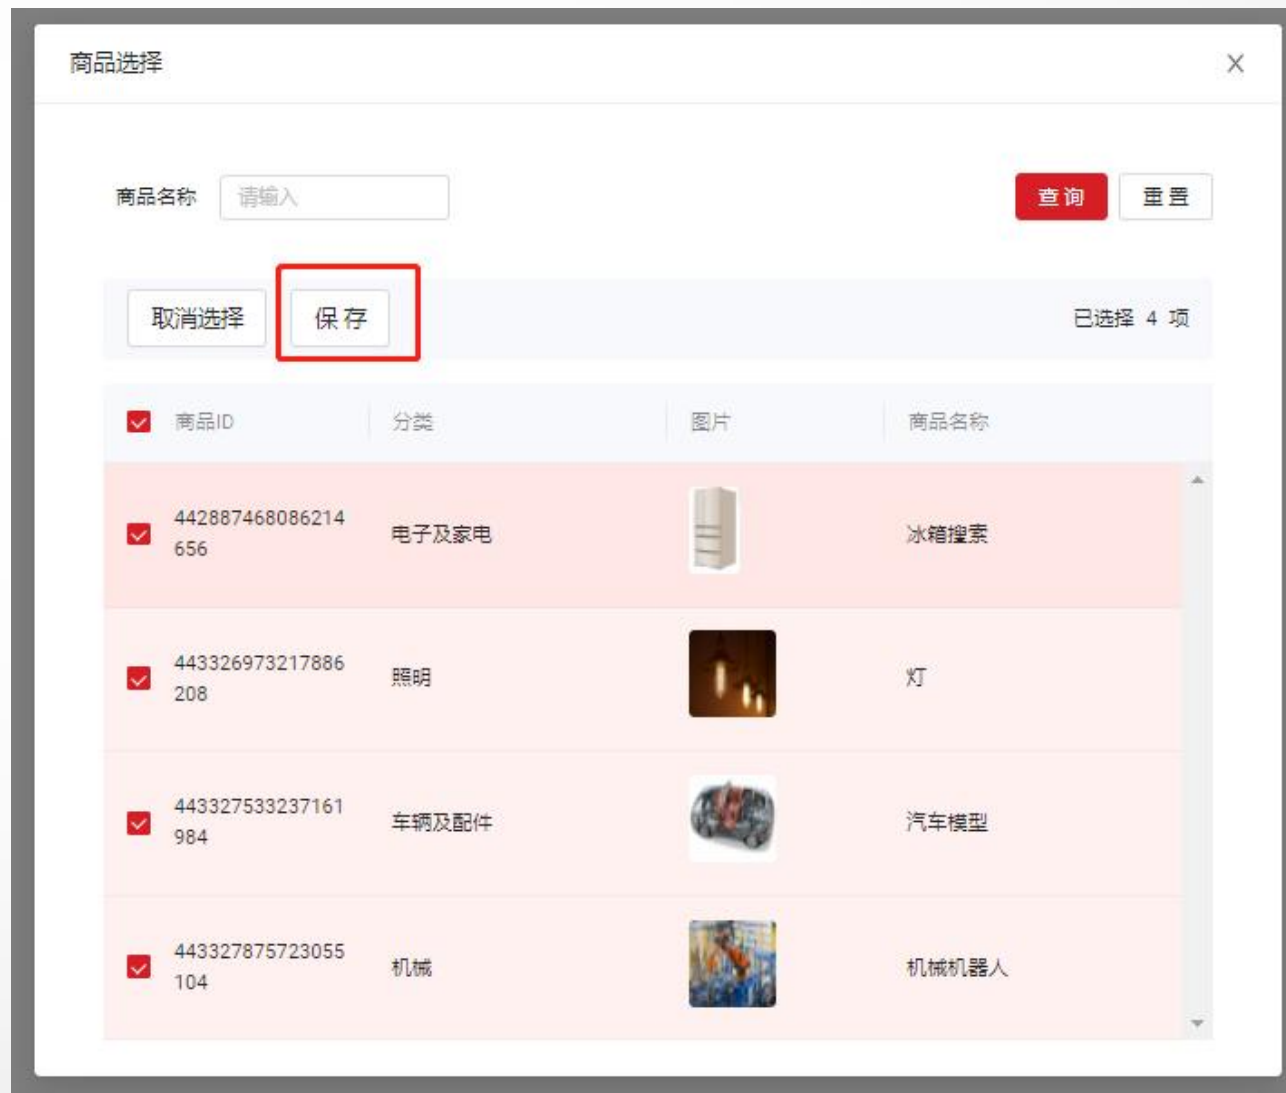 商品选择
商品名称 请输入 查询 重置
取消选择 保存 已选择 4 项
商品ID 分类 图片 商品名称
442887468086214
656
电子及家电 冰箱搜索
443326973217886
208
照明 灯
443327533237161
984
车辆及配件 汽车模型
443327875723055
104
机械 机械机器人